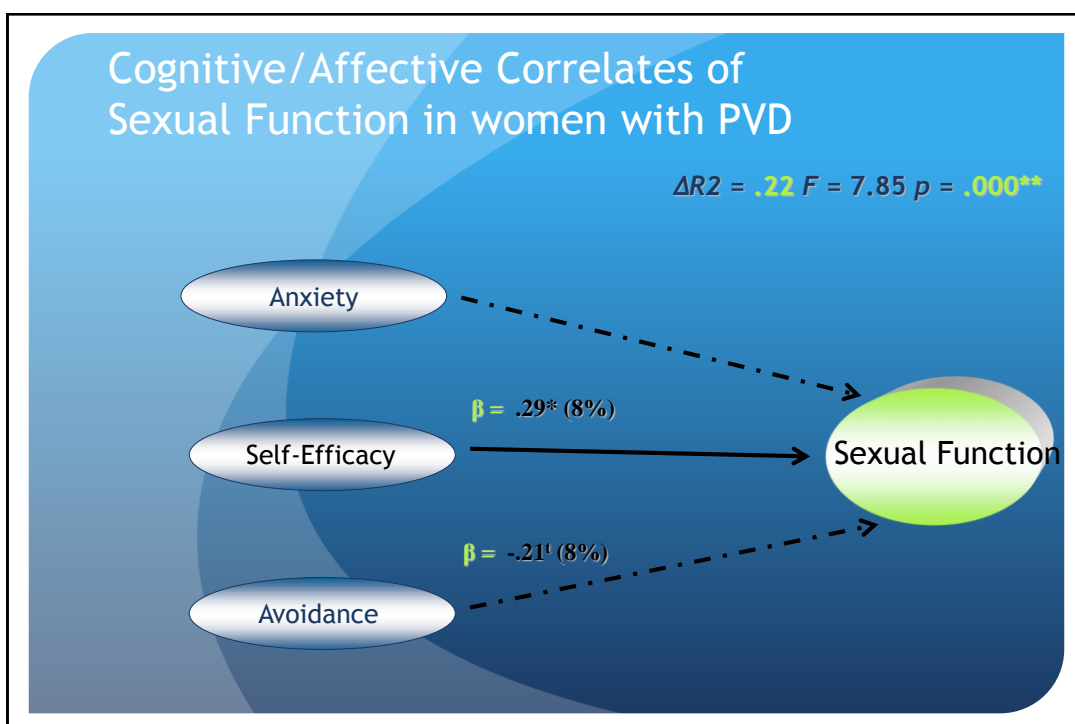 Cognitive/Affective Correlates of
Sexual Function in women with PVD
ΔR2 = .22 F = 7.85 p = .000**
Anxiety
β = .29* (8%)
Self-Efficacy
Sexual Function
β = -.21ᵗ (8%)
Avoidance